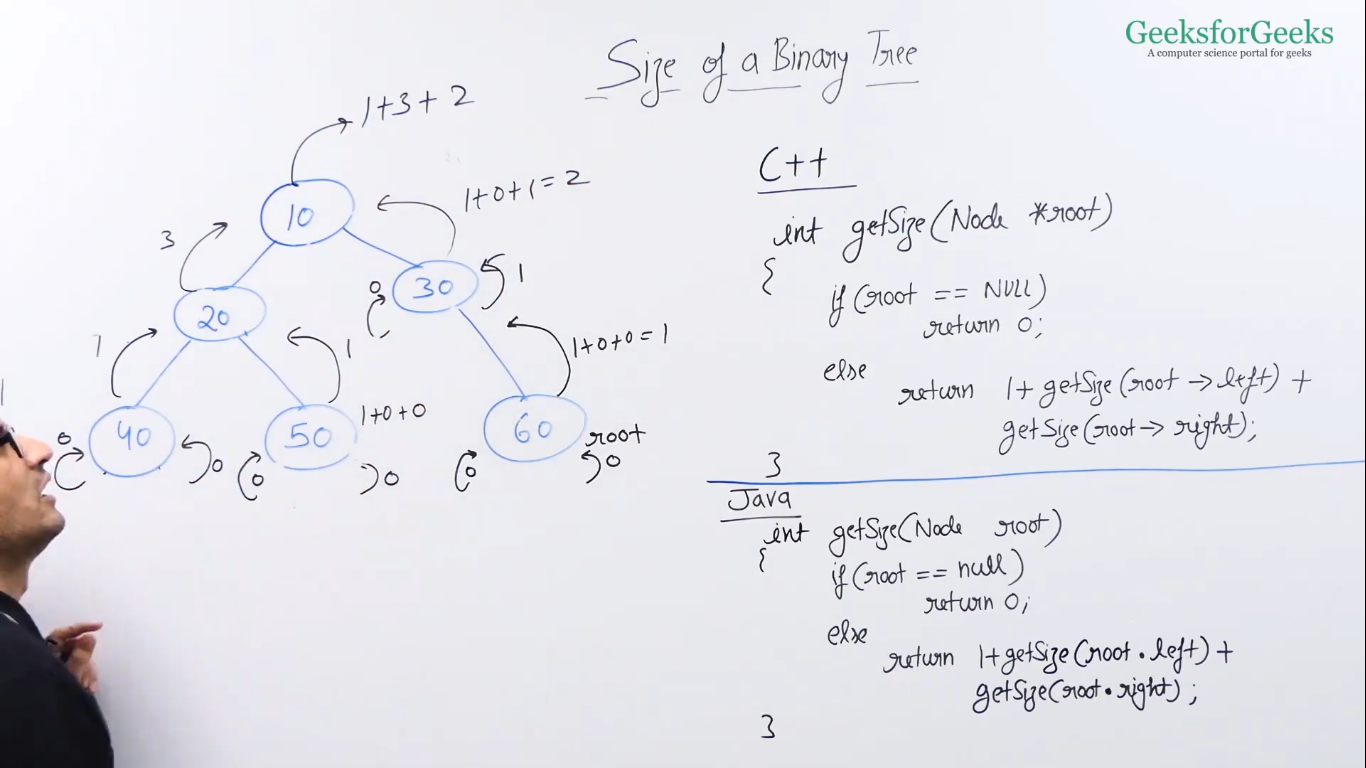 GeeksforGeeks
A computer science portal for geeks
Size of a Binary Tree
1+3+2
10
1+0+1=2
3
20
30
0
1
1
1
1+0+0=1
40
50
60
1+0+0
root
0
0
0
0
0
0
C++
int getSize(Node *root)
{
if(root == NULL)
return 0;
else
return 1+ getSize(root->left) +
getSize(root-> right);
}
Java
int getSize(Node root)
{
if(root == null)
return 0;
else
return 1+getSize(root.left) +
getSize(root.right);
}